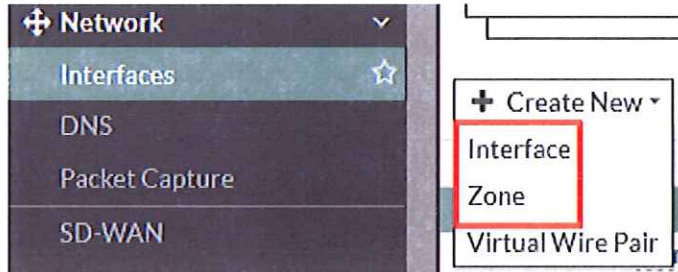 Network
Interfaces
DNS
Packet Capture
SD-WAN
+ Create New
Interface
Zone
Virtual Wire Pair